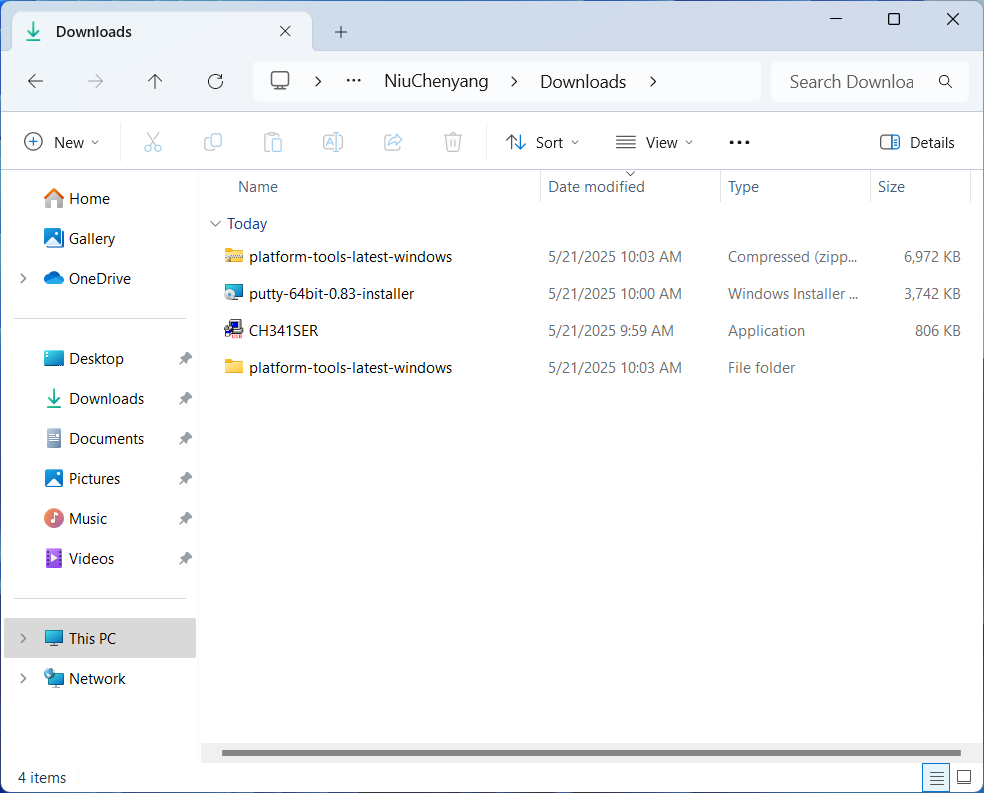 Downloads
NiuChenyang Downloads Search Downloa
New Sort View Details
Name Date modified Type Size
Home
Gallery
OneDrive
Desktop
Downloads
Documents
Pictures
Music
Videos
This PC
Network
Today
platform-tools-latest-windows 5/21/2025 10:03 AM Compressed (zipp... 6,972 KB
putty-64bit-0.83-installer 5/21/2025 10:00 AM Windows Installer ... 3,742 KB
CH341SER 5/21/2025 9:59 AM Application 806 KB
platform-tools-latest-windows 5/21/2025 10:03 AM File folder
4 items